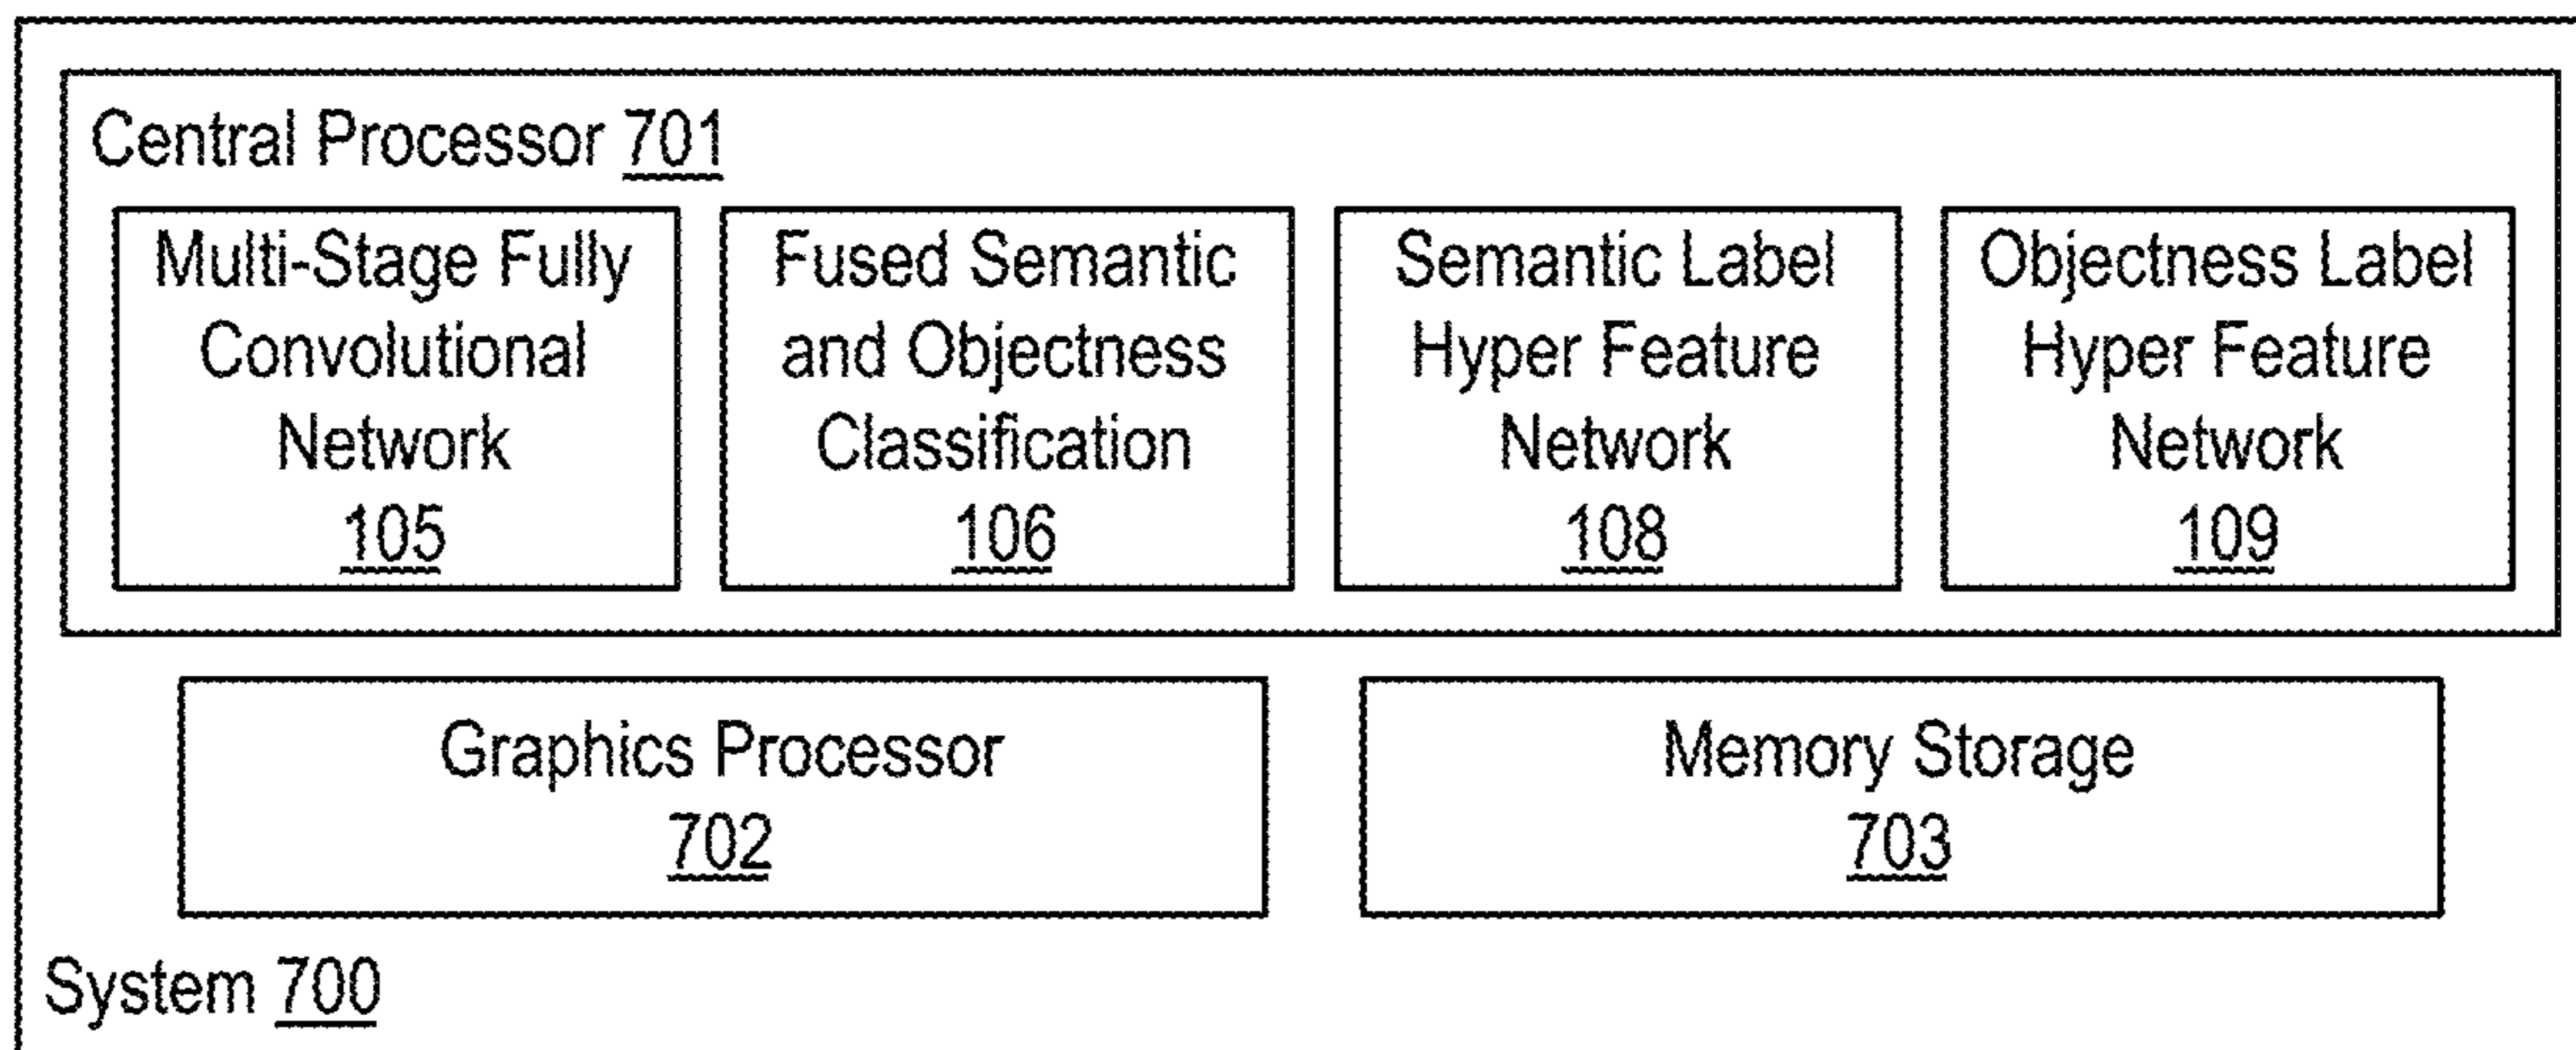 Central Processor 701
Multi-Stage Fully
Convolutional
Network
105
Fused Semantic
and Objectness
Classification
106
Semantic Label
Hyper Feature
Network
108
Objectness Label
Hyper Feature
Network
109
Graphics Processor
702
Memory Storage
703
System 700